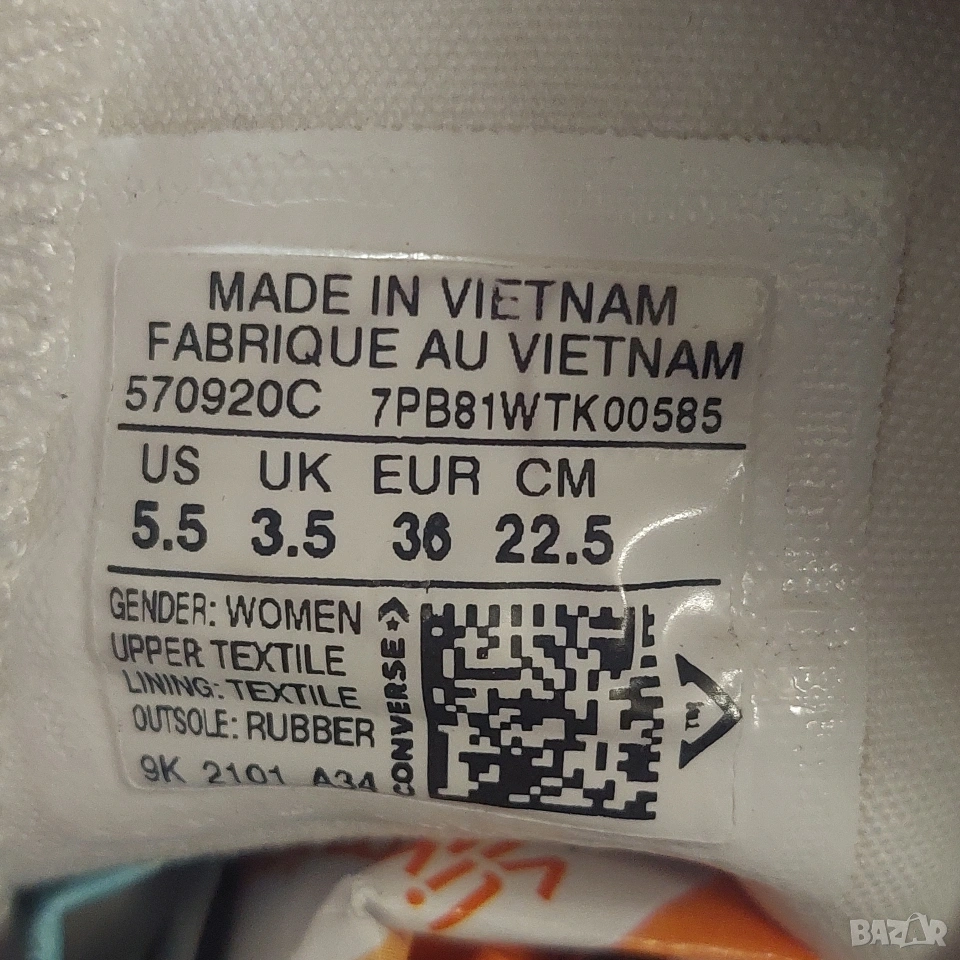 MADE IN VIETNAM
FABRIQUE AU VIETNAM
570920C 7PB81WTK00585
US UK EUR CM
5.5 3.5 36 22.5
GENDER: WOMEN
UPPER TEXTILE
LINING: TEXTILE
OUTSOLE: RUBBER
9K 2101 A34
CONVERSE
BAZAR